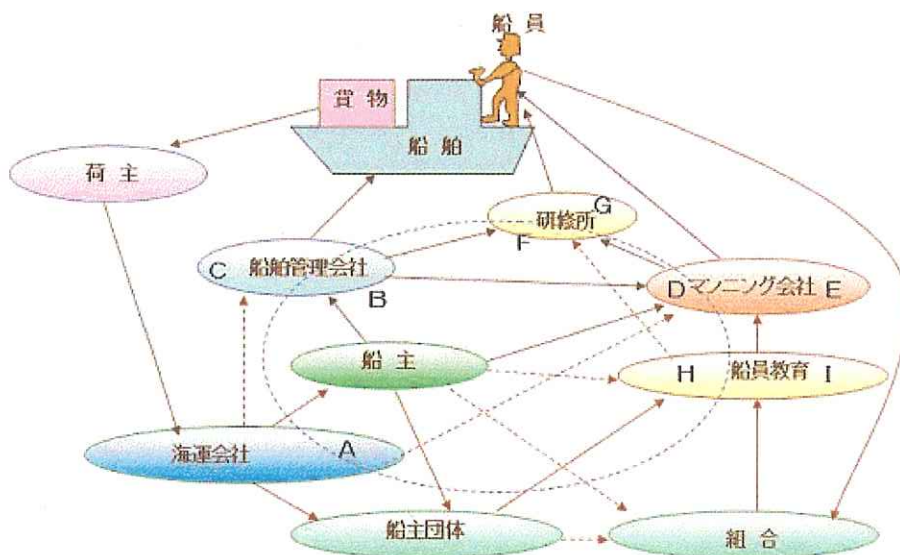 船員
貨物
船舶
荷主
G
研修所
F
C 船舶管理会社
B
D マンニング会社 E
船主
H 船員教育 I
海運会社 A
船主団体
組合